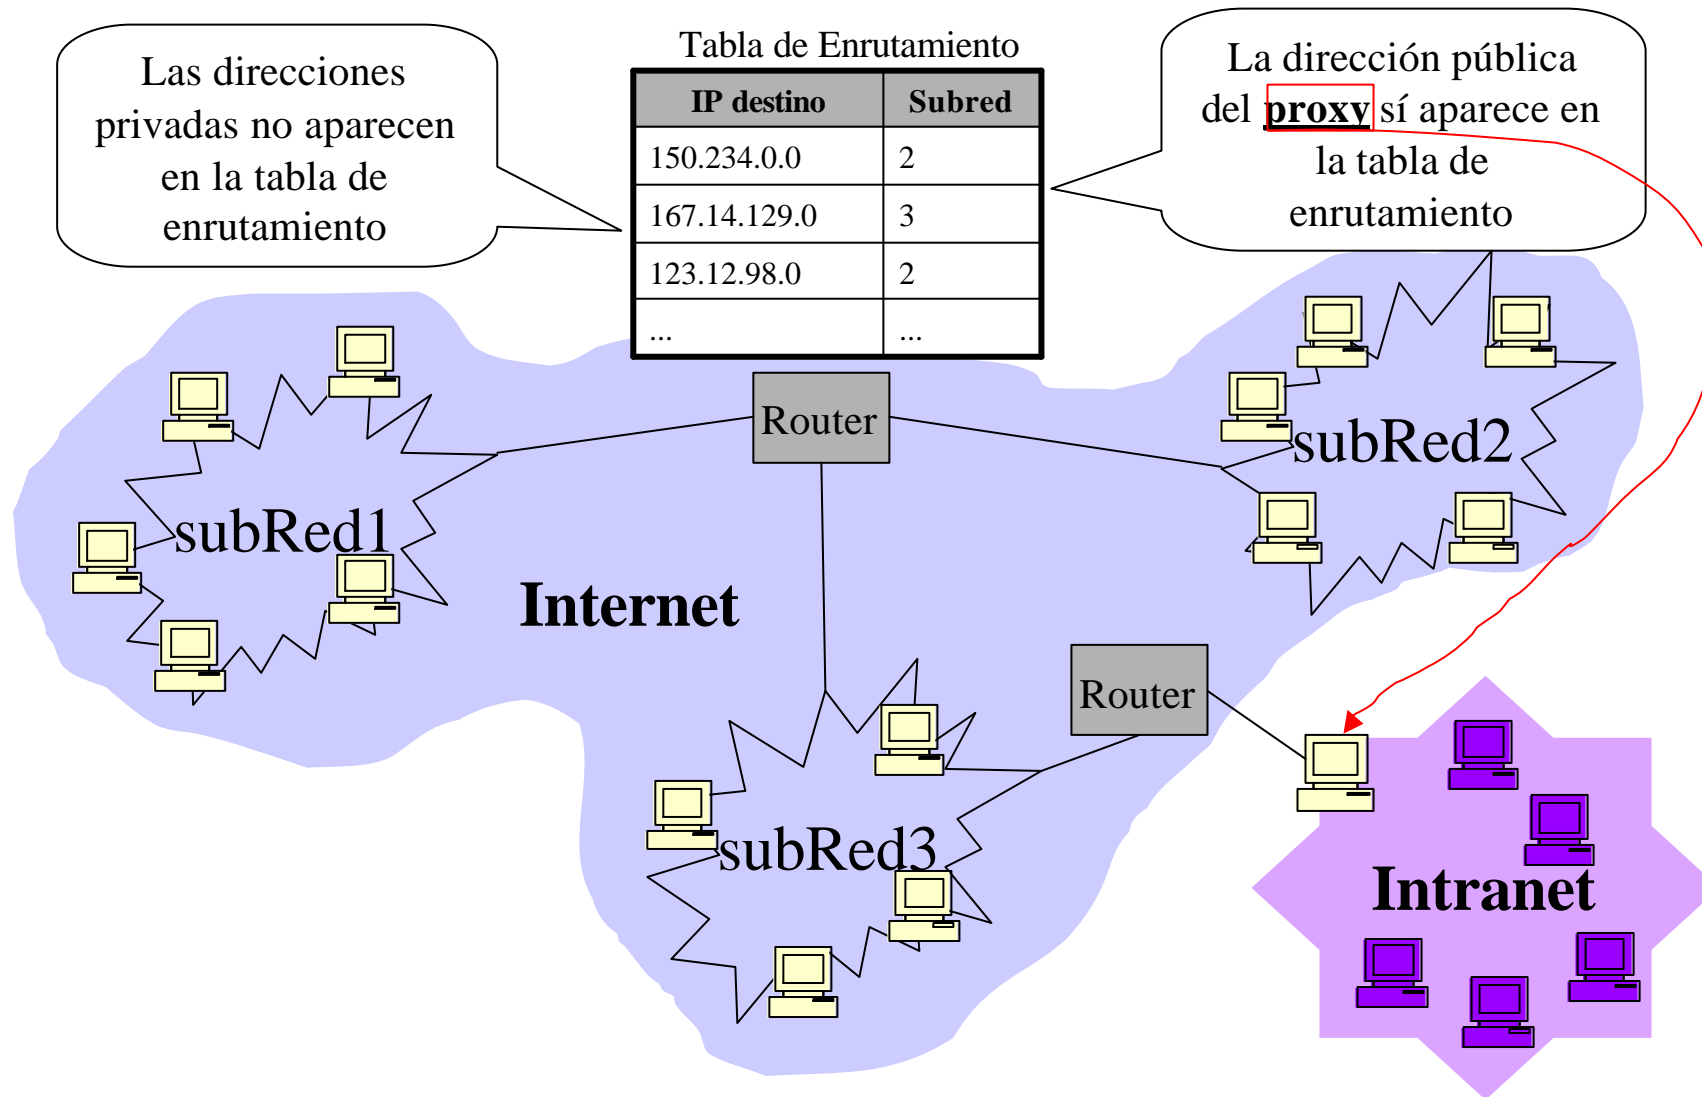 Las direcciones
privadas no aparecen
en la tabla de
enrutamiento
Tabla de Enrutamiento
IP destino Subred
150.234.0.0 2
167.14.129.0 3
123.12.98.0 2
... ...
La dirección pública
del proxy sí aparece en
la tabla de
enrutamiento
Router
subRed2
subRed1
Internet
Router
subRed3
Intranet